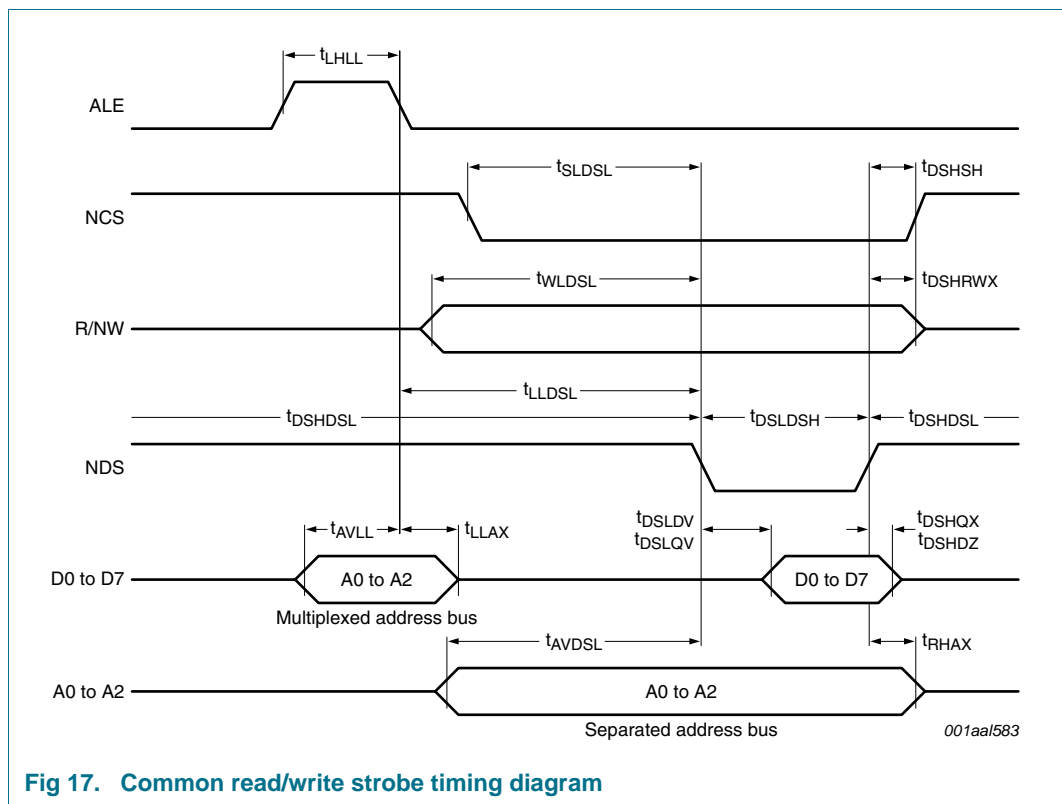 tLHLL
ALE
tSLDSL
tDSHSH
NCS
tWLDSL
tDSHRWX
R/NW
tLLDSL
tDSHDSL
tDSLDSH
tDSHDSL
NDS
tAVLL
tLLAX
tDSLDV
tDSLQV
tDSHQX
tDSHDZ
D0 to D7
A0 to A2
D0 to D7
Multiplexed address bus
tAVDSL
tRHAX
A0 to A2
A0 to A2
Separated address bus
001aal583
Fig 17. Common read/write strobe timing diagram